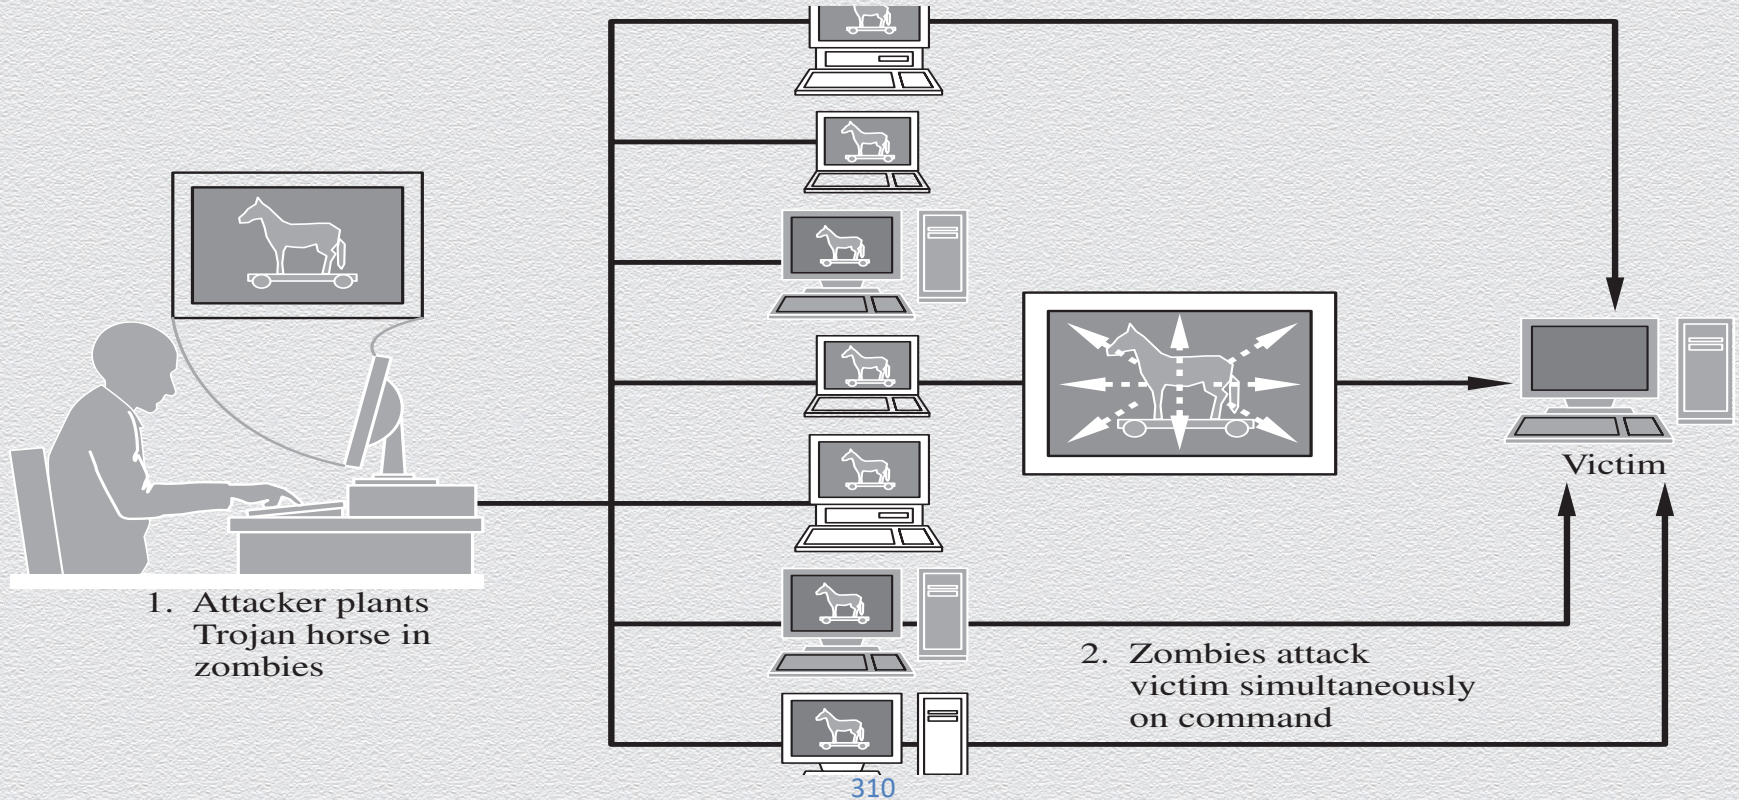 Victim
1. Attacker plants
Trojan horse in
zombies
2. Zombies attack
victim simultaneously
on command
310